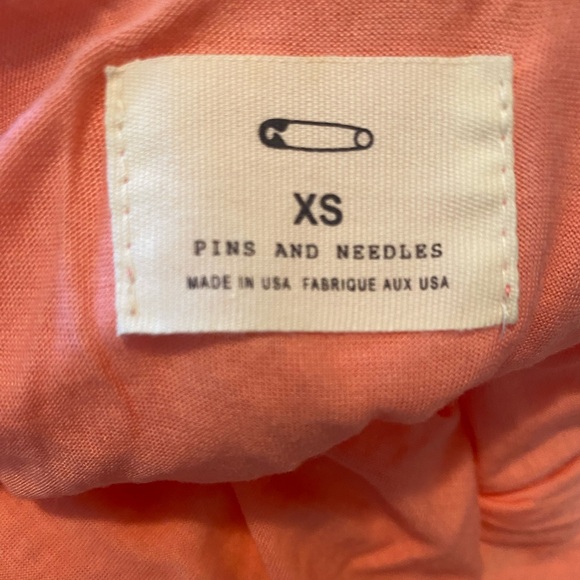 XS
PINS AND NEEDLES
MADE IN USA FABRIQUE AUX USA